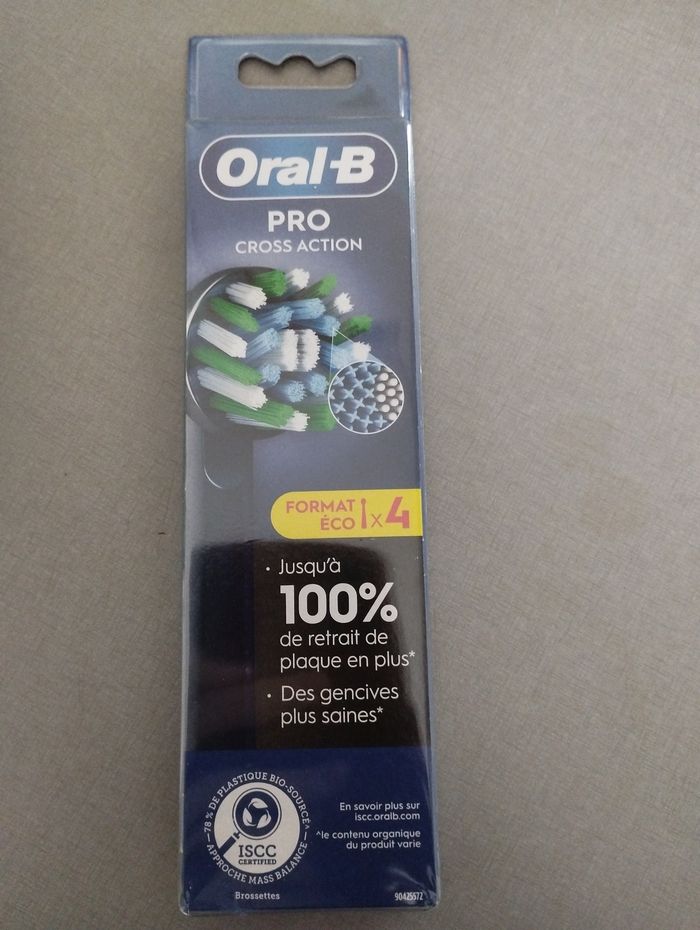 Oral-B
PRO
CROSS ACTION
FORMAT
ÉCO x4
• Jusqu'à
100%
de retrait de
plaque en plus*
• Des gencives
plus saines*
78 % DE PLASTIQUE BIO-SOURCÉ^
APPROCHE MASS BALANCE
ISCC
CERTIFIED
En savoir plus sur
iscc.oralb.com
^le contenu organique
du produit varie
Brossettes
90425572